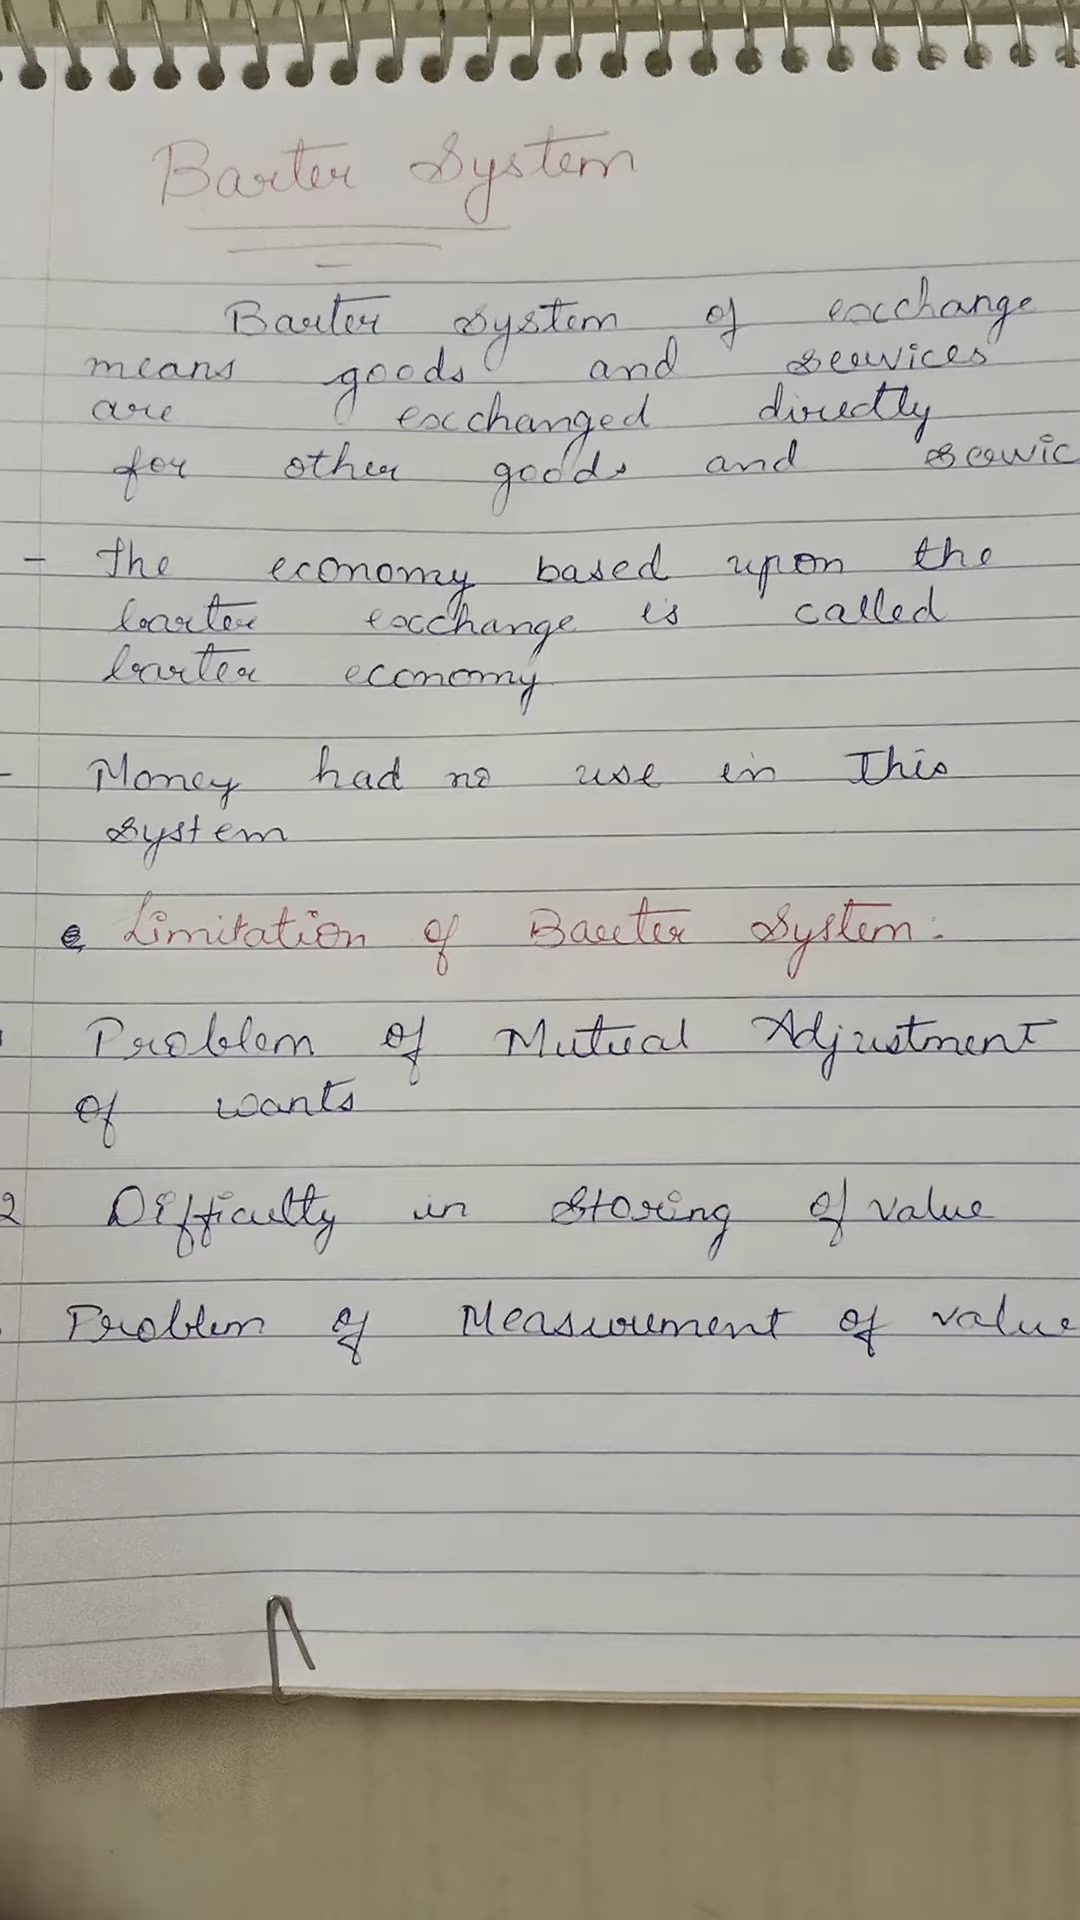 Barter System
Barter system of exchange
means goods and services
are exchanged directly
for other goods and servic
- The economy based upon the
barter exchange is called
barter economy
- Money had no use in This
system
Limitation of Barter System:
Problem of Mutual Adjustment
of wants
2 Difficulty in Storing of value
Problem of Measurement of value